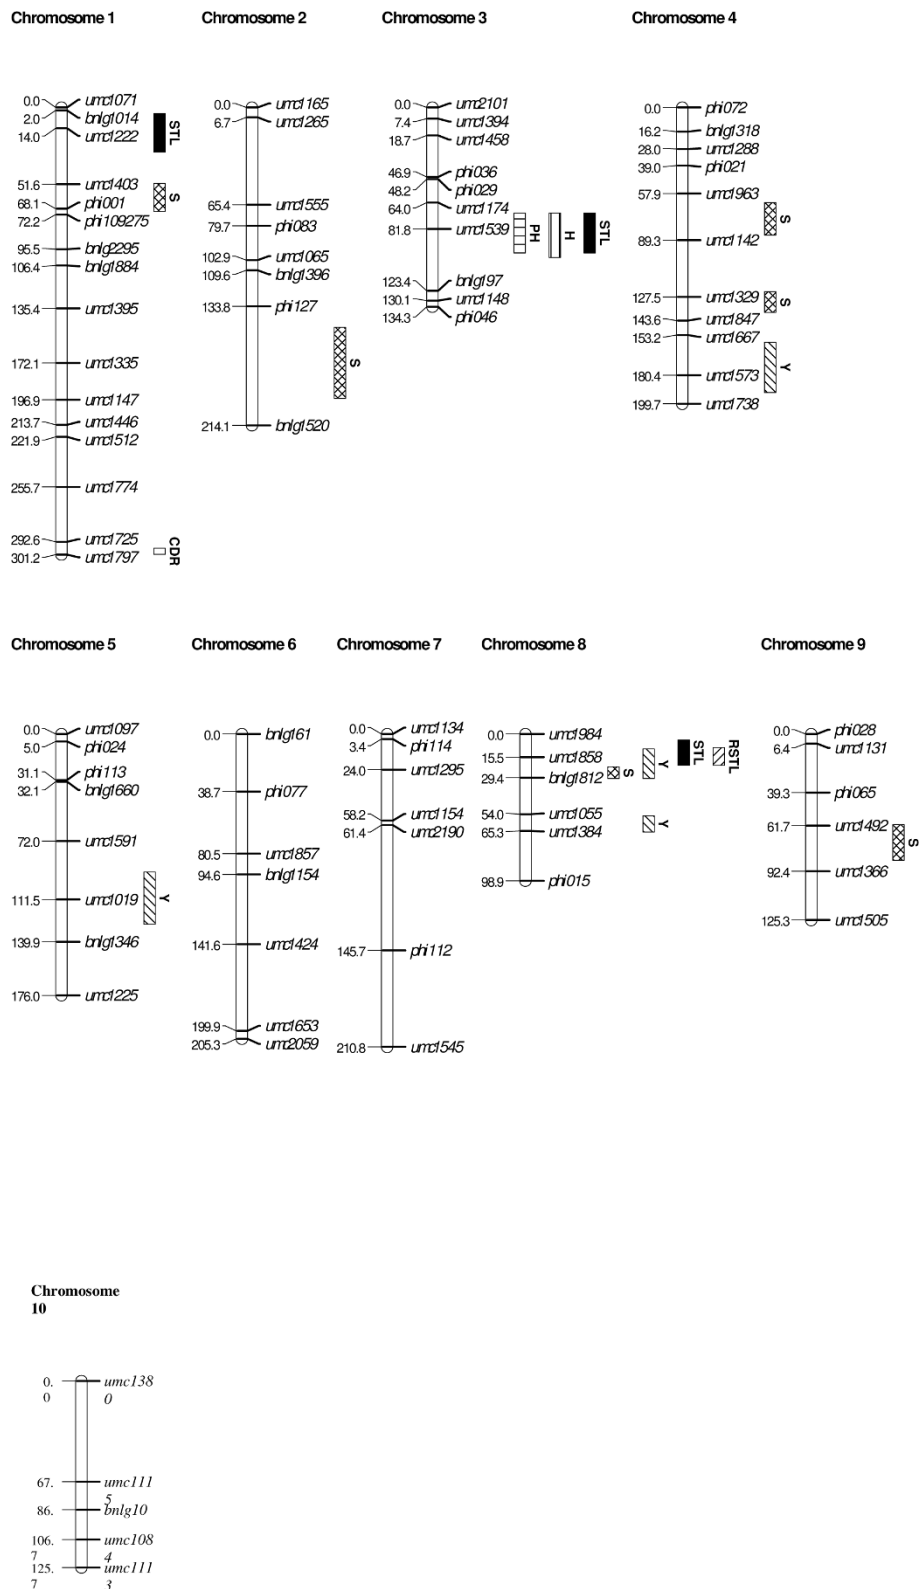 Chromosome 1 Chromosome 2 Chromosome 3 Chromosome 4
0.0 umc1071
2.0 bnlg1014
14.0 umc1222
51.6 umc1403
68.1 phi001
72.2 phi109275
95.5 bnlg2295
106.4 bnlg1884
135.4 umc1395
172.1 umc1335
196.9 umc1147
213.7 umc1446
221.9 umc1512
255.7 umc1774
292.6 umc1725
301.2 umc1797
STL
S
CDR
0.0 umc1165
6.7 umc1265
65.4 umc1555
79.7 phi083
102.9 umc1065
109.6 bnlg1396
133.8 phi127
214.1 bnlg1520
S
0.0 umc2101
7.4 umc1394
18.7 umc1458
46.9 phi036
48.2 phi029
64.0 umc1174
81.8 umc1539
123.4 bnlg197
130.1 umc1148
134.3 phi046
PH
H
STL
0.0 phi072
16.2 bnlg1318
28.0 umc1288
39.0 phi021
57.9 umc1963
89.3 umc1142
127.5 umc1329
143.6 umc1847
153.2 umc1667
180.4 umc1573
199.7 umc1738
S
S
Y
Chromosome 5 Chromosome 6 Chromosome 7 Chromosome 8 Chromosome 9
0.0 umc1097
5.0 phi024
31.1 phi113
32.1 bnlg1660
72.0 umc1591
111.5 umc1019
139.9 bnlg1346
176.0 umc1225
Y
0.0 bnlg161
38.7 phi077
80.5 umc1857
94.6 bnlg1154
141.6 umc1424
199.9 umc1653
205.3 umc2059
0.0 umc1134
3.4 phi114
24.0 umc1295
58.2 umc1154
61.4 umc2190
145.7 phi112
210.8 umc1545
0.0 umc1984
15.5 umc1858
29.4 bnlg1812
54.0 umc1055
65.3 umc1384
98.9 phi015
S
Y
Y
STL
RSTL
0.0 phi028
6.4 umc1131
39.3 phi065
61.7 umc1492
92.4 umc1366
125.3 umc1505
S
Chromosome
10
0. umc138
0 0
67. umc111
5
86. bnlg10
106. umc108
7 4
125. umc111
7 3